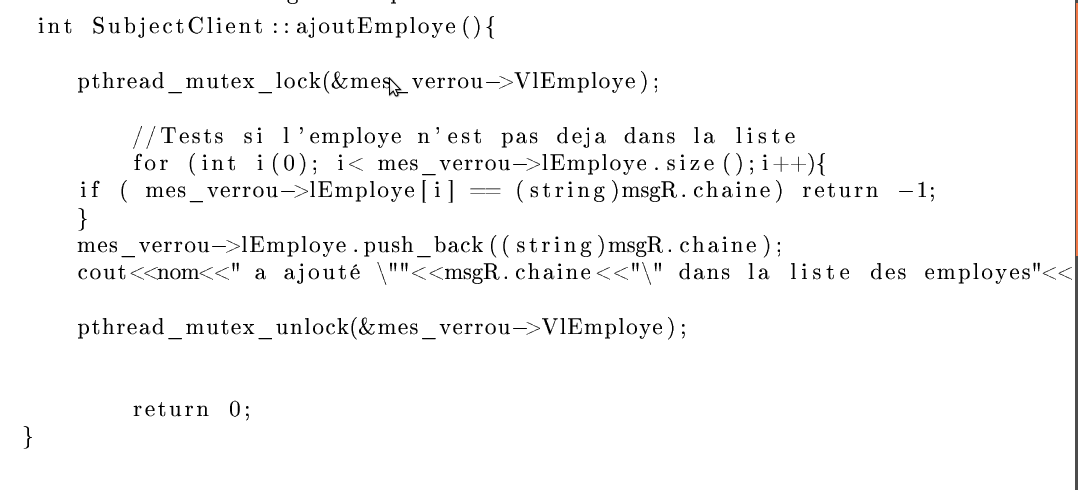 int SubjectClient::ajoutEmploye(){
pthread_mutex_lock(&mes_verrou->VlEmploye);
//Tests si l'employe n'est pas deja dans la liste
for (int i(0); i< mes_verrou->lEmploye.size();i++){
if ( mes_verrou->lEmploye[i] == (string)msgR.chaine) return -1;
}
mes_verrou->lEmploye.push_back((string)msgR.chaine);
cout<<nom<<" a ajouté \""<<msgR.chaine<<"\" dans la liste des employes"<<
pthread_mutex_unlock(&mes_verrou->VlEmploye);
return 0;
}